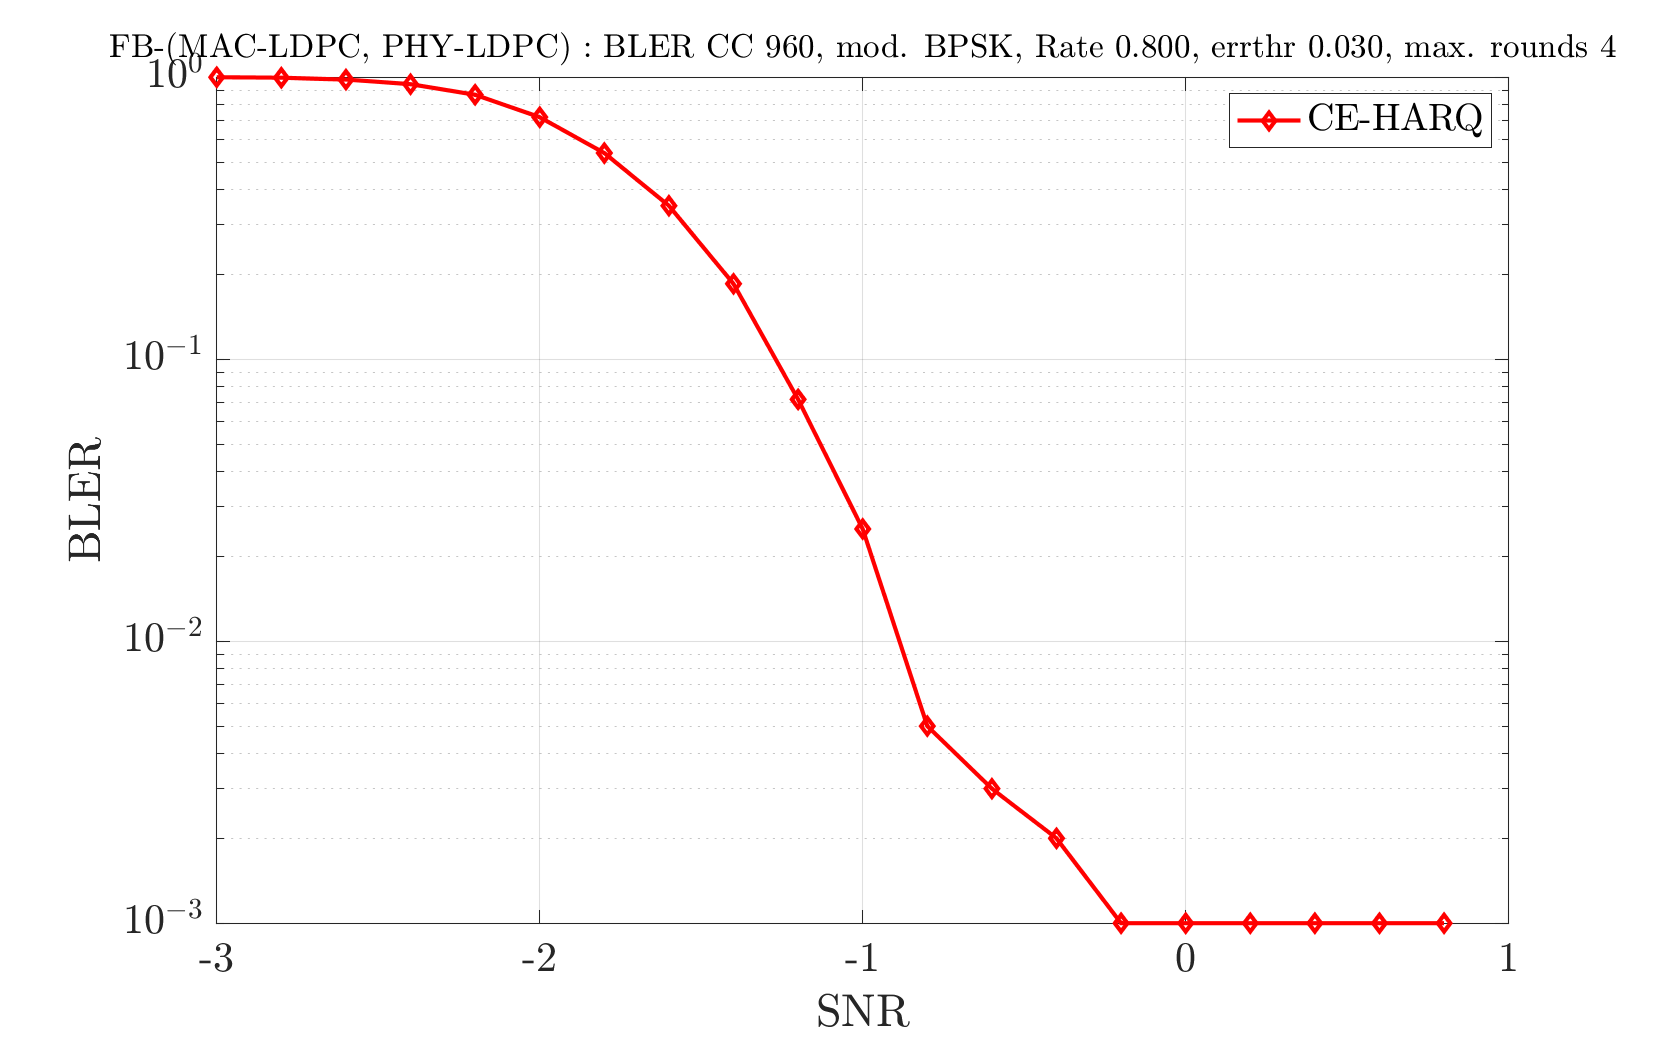 FB-(MAC-LDPC, PHY-LDPC) : BLER CC 960, mod. BPSK, Rate 0.800, errthr 0.030, max. rounds 4
CE-HARQ
10^0
10^-1
10^-2
10^-3
BLER
-3 -2 -1 0 1
SNR